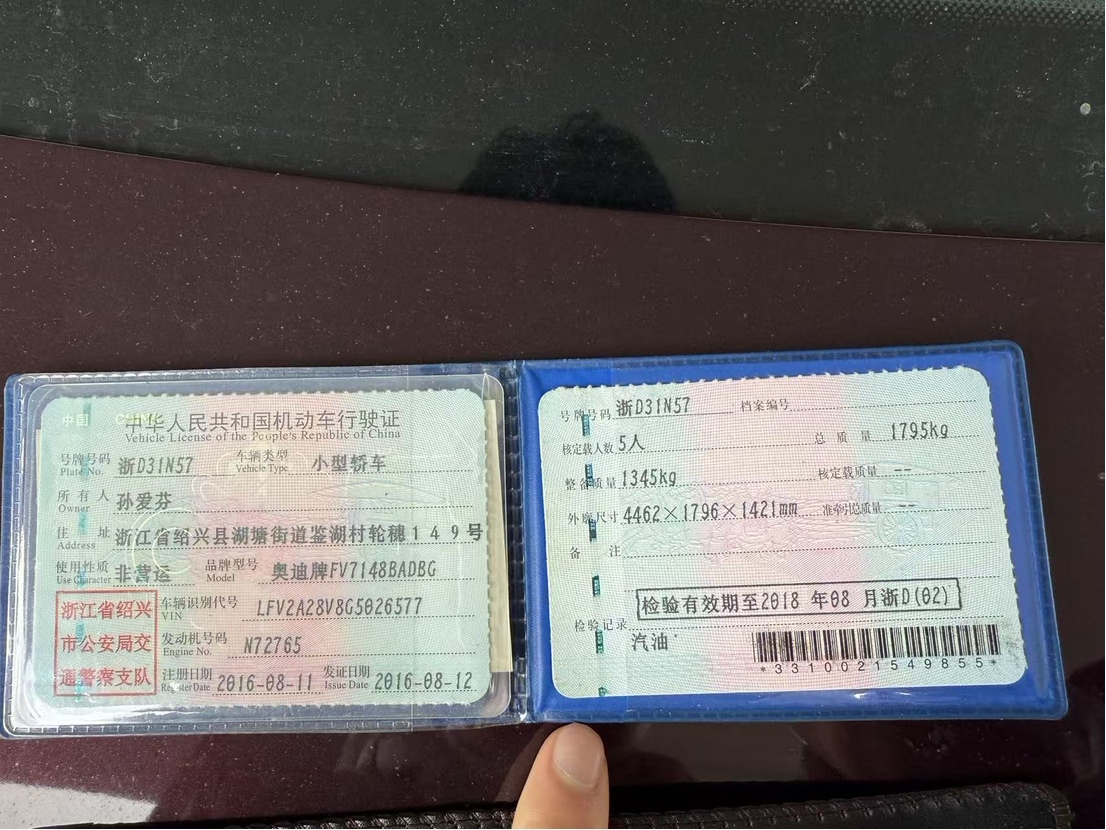 中国 CHINA
中华人民共和国机动车行驶证
Vehicle License of the People's Republic of China
号牌号码 浙D31N57 车辆类型 小型轿车
Plate No. Vehicle Type
所有人 孙爱芬
Owner
住址 浙江省绍兴县湖塘街道鉴湖村轮穗149号
Address
使用性质 非营运 品牌型号 奥迪牌FV7148BADBG
Use Character Model
浙江省绍兴市公安局交通警察支队
车辆识别代号 LFV2A28V8G5026577
VIN
发动机号码 N72765
Engine No.
注册日期 2016-08-11 发证日期 2016-08-12
Register Date Issue Date
号牌号码 浙D31N57 档案编号
核定载人数 5人 总质量 1795kg
整备质量 1345kg 核定载质量 --
外廓尺寸 4462×1796×1421mm 准牵引总质量 --
备注
检验有效期至2018年08月浙D(02)
检验记录
汽油
*3310021549855*